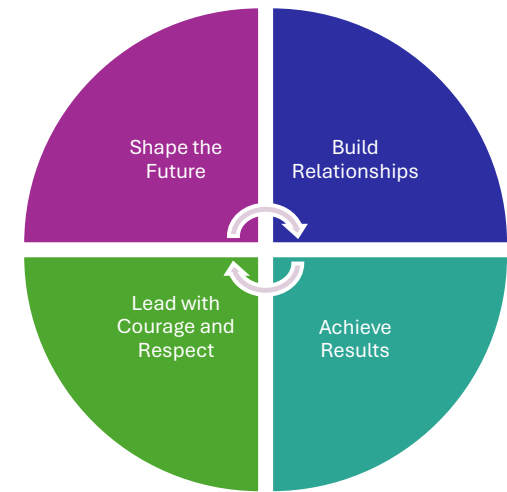 Shape the
Future
Build
Relationships
Lead with
Courage and
Respect
Achieve
Results